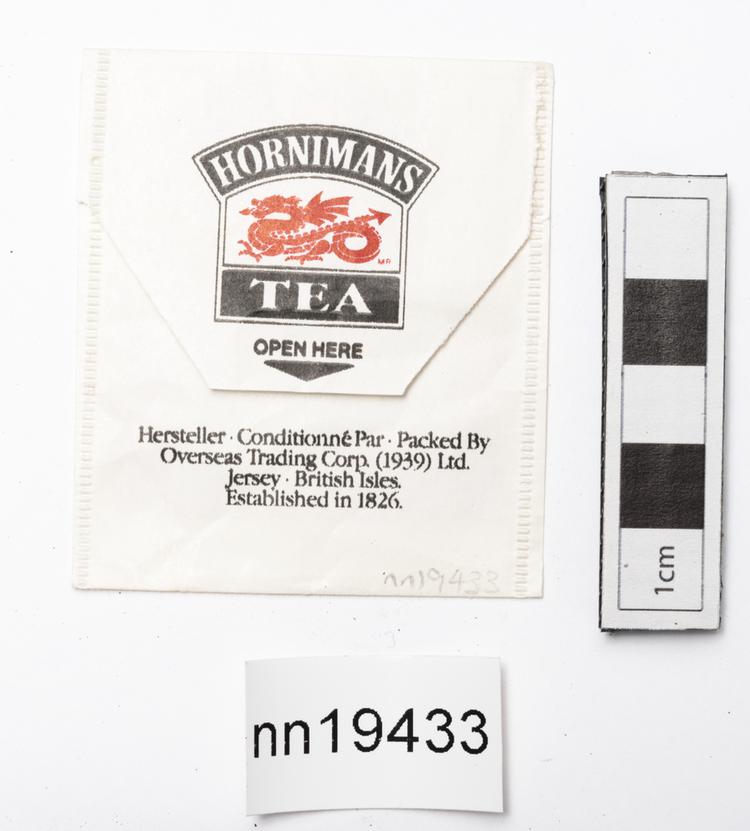 HORNIMANS
MR
TEA
OPEN HERE
Hersteller · Conditionné Par · Packed By
Overseas Trading Corp. (1939) Ltd.
Jersey · British Isles.
Established in 1826.
nn19433
1cm
nn19433